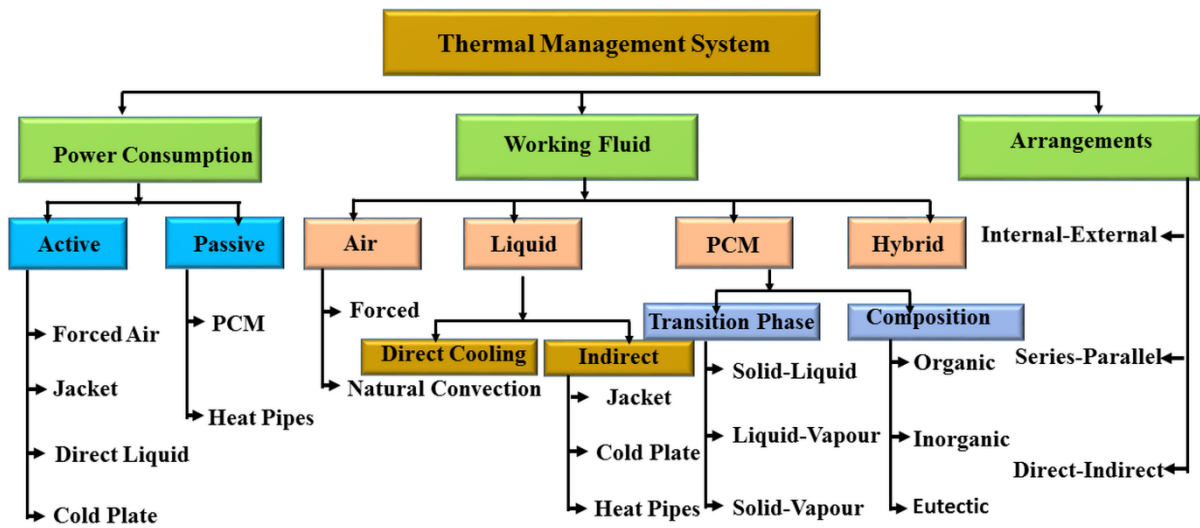 Thermal Management System
Power Consumption
Working Fluid
Arrangements
Active
Passive
Air
Liquid
PCM
Hybrid
Internal-External
Forced Air
Jacket
Direct Liquid
Cold Plate
PCM
Heat Pipes
Forced
Natural Convection
Direct Cooling
Indirect
Jacket
Cold Plate
Heat Pipes
Transition Phase
Solid-Liquid
Liquid-Vapour
Solid-Vapour
Composition
Organic
Inorganic
Eutectic
Series-Parallel
Direct-Indirect